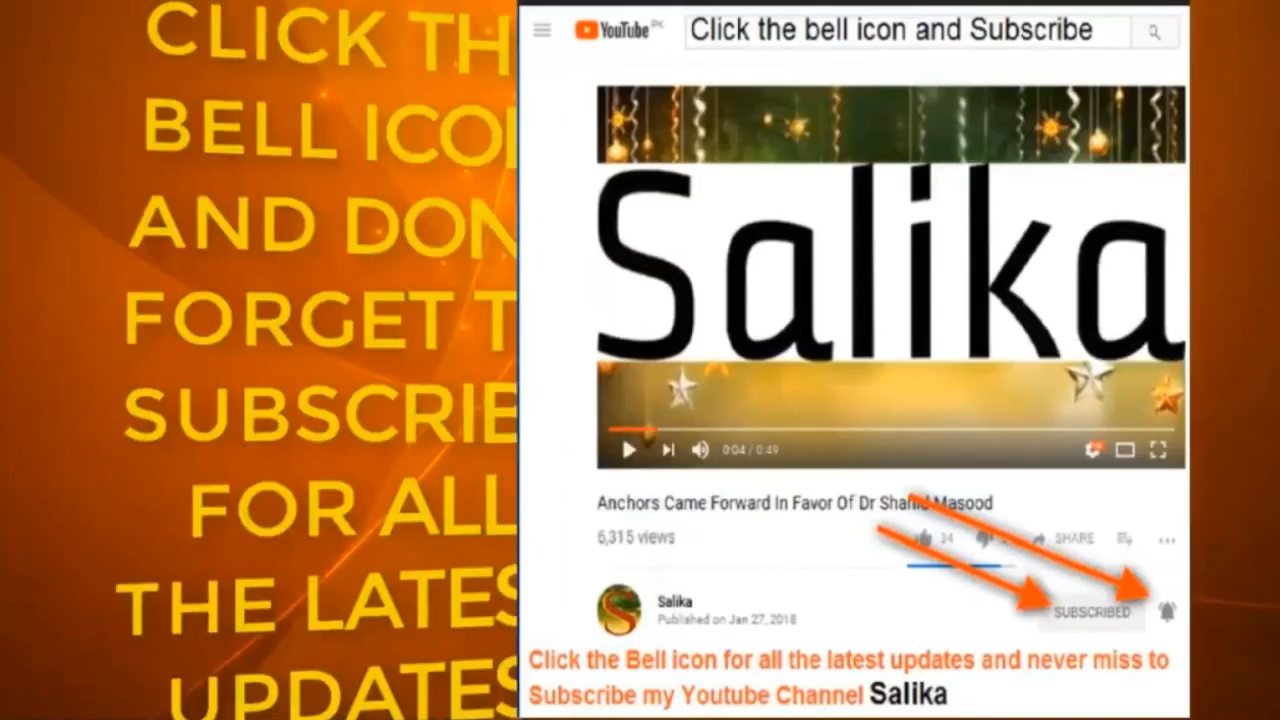 CLICK TH
BELL ICO
AND DON
FORGET T
SUBSCRIB
FOR ALL
THE LATES
UPDATES
YouTube PK
Click the bell icon and Subscribe
Salika
0:04 / 0:49
Anchors Came Forward In Favor Of Dr Shahid Masood
6,315 views
34
SHARE
Salika
SUBSCRIBED
Published on Jan 27, 2018
Click the Bell icon for all the latest updates and never miss to
Subscribe my Youtube Channel Salika